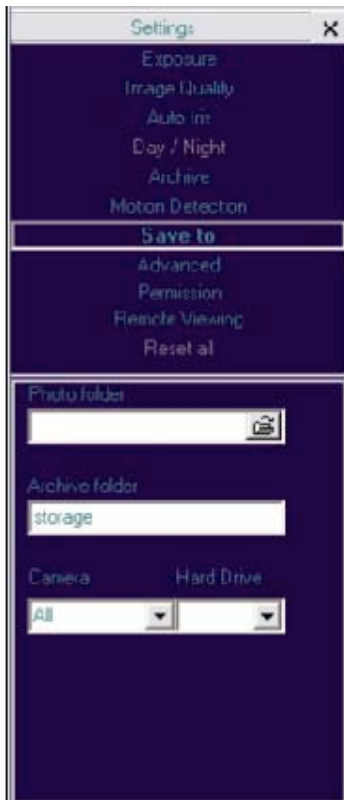 Settings
Exposure
Image Quality
Auto Iris
Day / Night
Archive
Motion Detection
Save to
Advanced
Permission
Remote Viewing
Reset all
Photo folder
Archive folder
storage
Camera Hard Drive
All